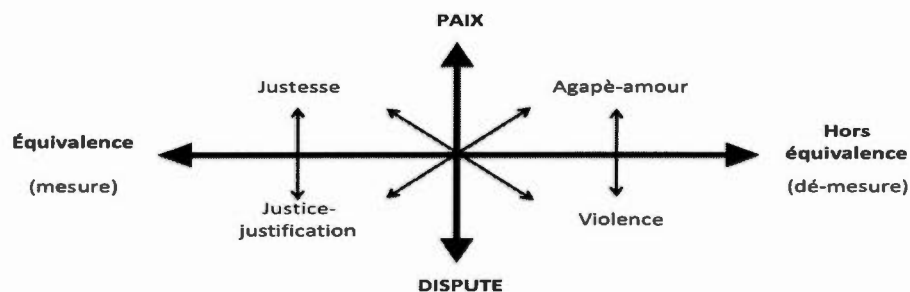 PAIX
Justesse
Agapè-amour
Équivalence
(mesure)
Hors
équivalence
(dé-mesure)
Justice-
justification
Violence
DISPUTE